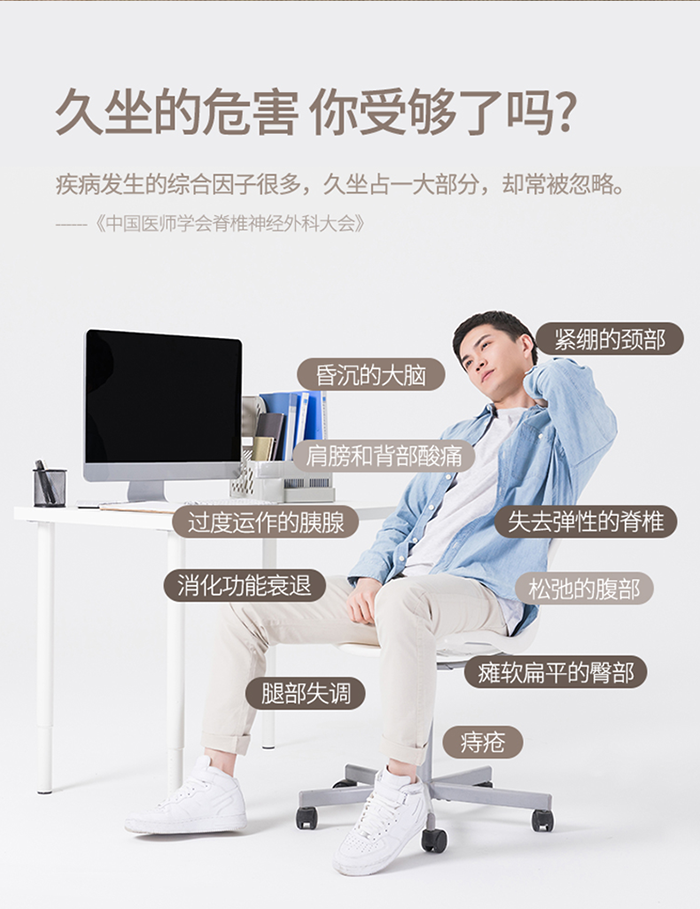 久坐的危害 你受够了吗?
疾病发生的综合因子很多，久坐占一大部分，却常被忽略。
——《中国医师学会脊椎神经外科大会》
紧绷的颈部
昏沉的大脑
肩膀和背部酸痛
过度运作的胰腺
失去弹性的脊椎
消化功能衰退
松弛的腹部
瘫软扁平的臀部
腿部失调
痔疮